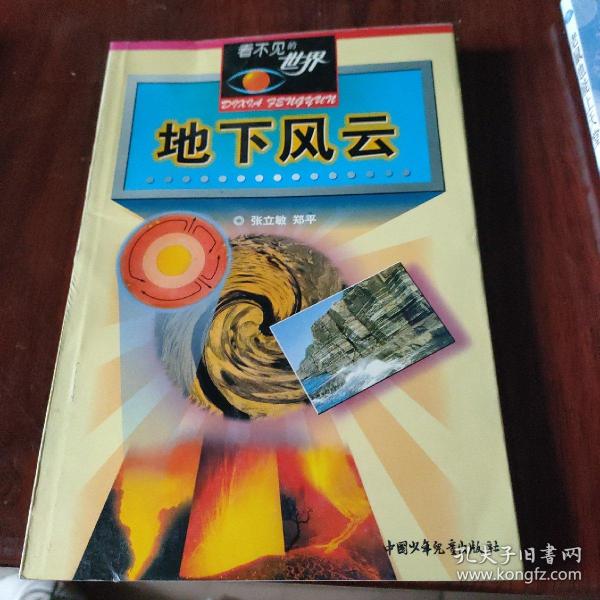 看不见的
世界
DIXIA FENGYUN
地下风云
◎ 张立敏 郑平
中国少年儿童出版社
孔夫子旧书网
www.kongfz.com